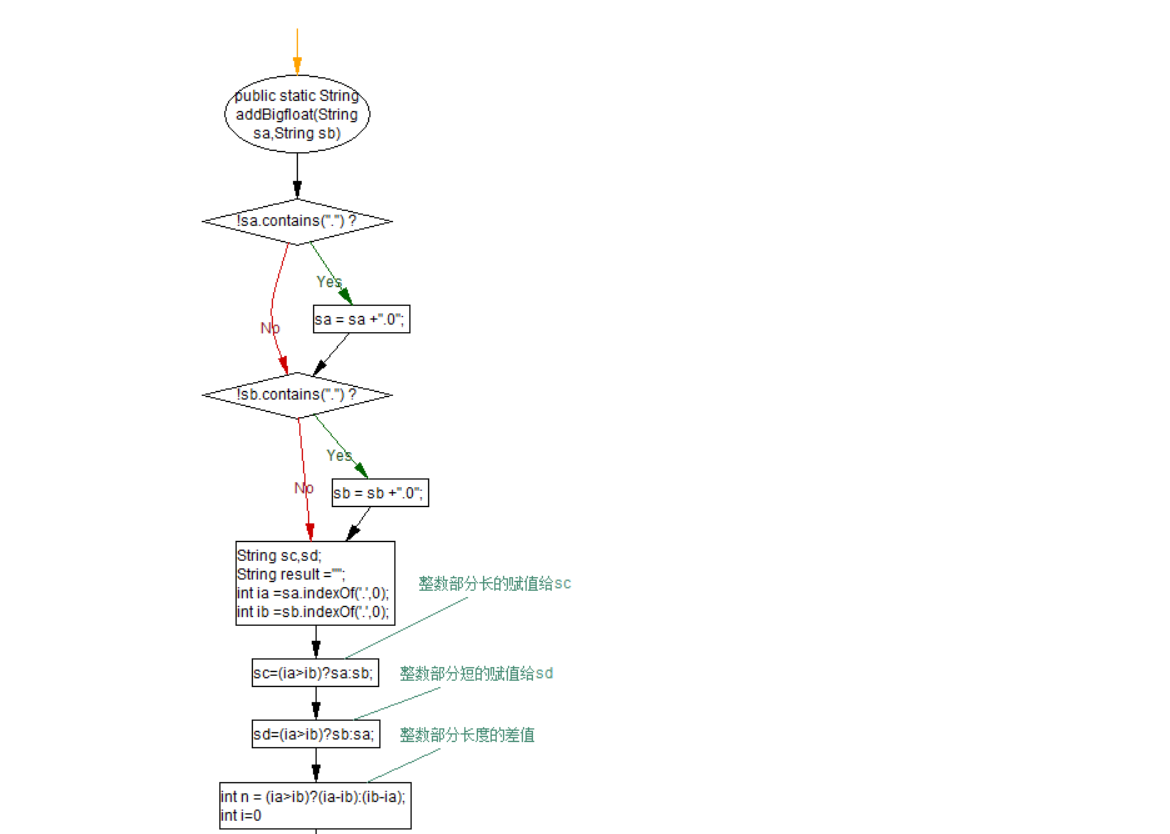 public static String
addBigfloat(String
sa,String sb)
!sa.contains(".") ?
Yes
sa = sa +".0";
No
!sb.contains(".") ?
Yes
No
sb = sb +".0";
String sc,sd;
String result ="";
int ia =sa.indexOf('.',0);
int ib =sb.indexOf('.',0);
整数部分长的赋值给sc
sc=(ia>ib)?sa:sb;
整数部分短的赋值给sd
sd=(ia>ib)?sb:sa;
整数部分长度的差值
int n = (ia>ib)?(ia-ib):(ib-ia);
int i=0